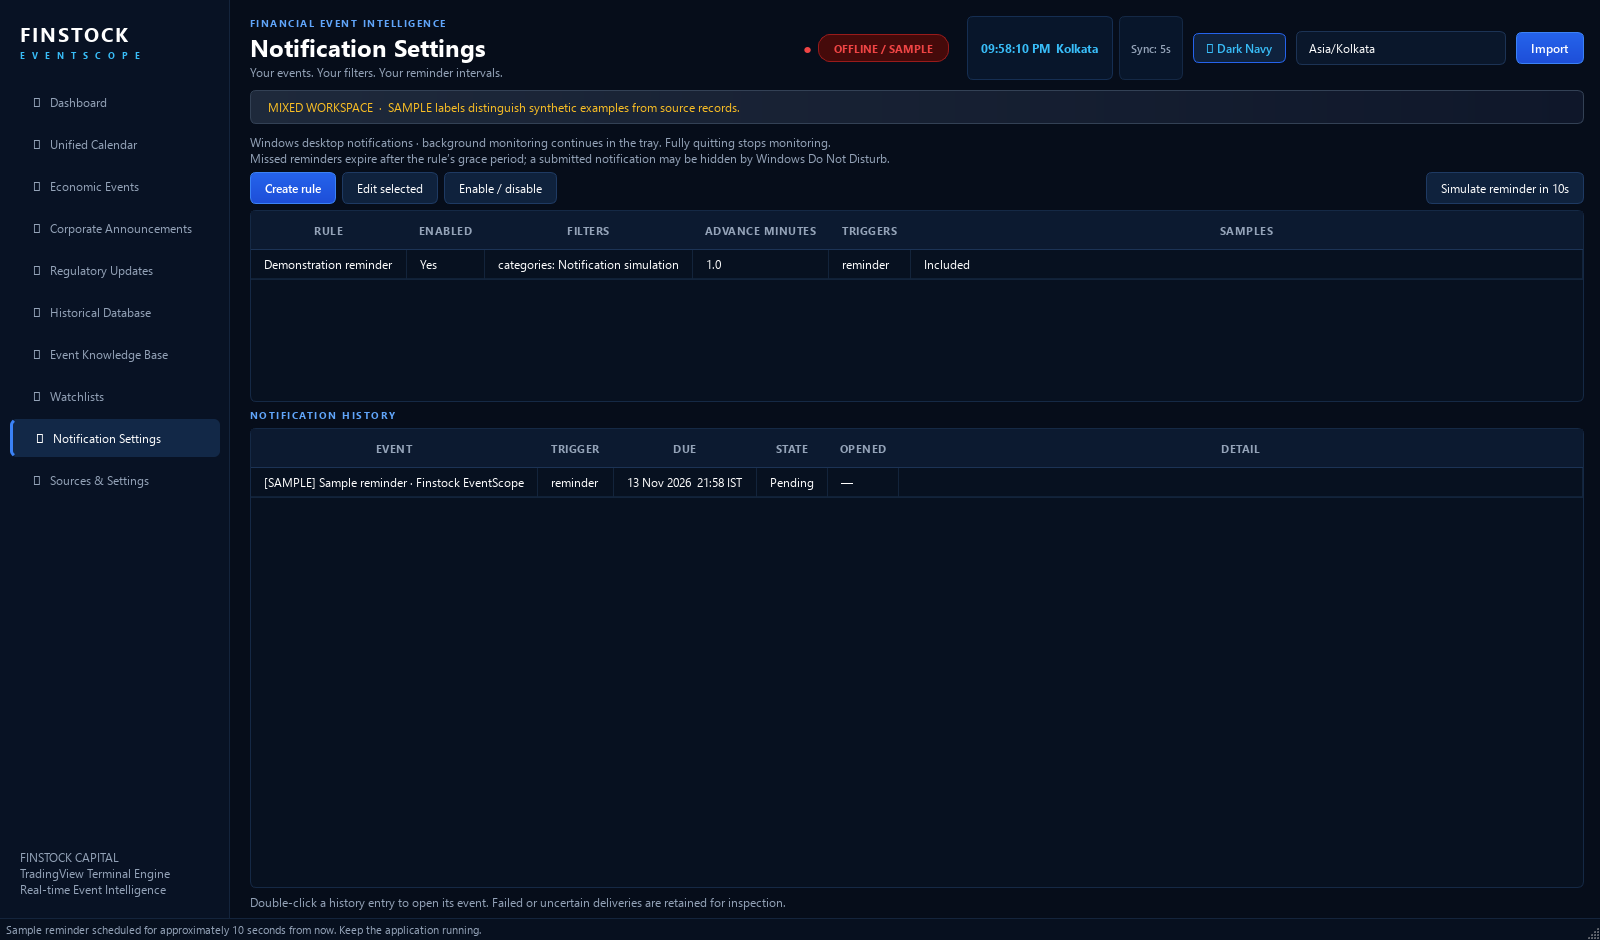 FINSTOCK
EVENTSCOPE
Dashboard
Unified Calendar
Economic Events
Corporate Announcements
Regulatory Updates
Historical Database
Event Knowledge Base
Watchlists
Notification Settings
Sources & Settings
FINSTOCK CAPITAL
TradingView Terminal Engine
Real-time Event Intelligence
FINANCIAL EVENT INTELLIGENCE
Notification Settings
Your events. Your filters. Your reminder intervals.
● OFFLINE / SAMPLE
09:58:10 PM Kolkata
Sync: 5s
Dark Navy
Asia/Kolkata
Import
MIXED WORKSPACE · SAMPLE labels distinguish synthetic examples from source records.
Windows desktop notifications · background monitoring continues in the tray. Fully quitting stops monitoring.
Missed reminders expire after the rule's grace period; a submitted notification may be hidden by Windows Do Not Disturb.
Create rule
Edit selected
Enable / disable
Simulate reminder in 10s
RULE ENABLED FILTERS ADVANCE MINUTES TRIGGERS SAMPLES
Demonstration reminder Yes categories: Notification simulation 1.0 reminder Included
NOTIFICATION HISTORY
EVENT TRIGGER DUE STATE OPENED DETAIL
[SAMPLE] Sample reminder · Finstock EventScope reminder 13 Nov 2026 21:58 IST Pending —
Double-click a history entry to open its event. Failed or uncertain deliveries are retained for inspection.
Sample reminder scheduled for approximately 10 seconds from now. Keep the application running.